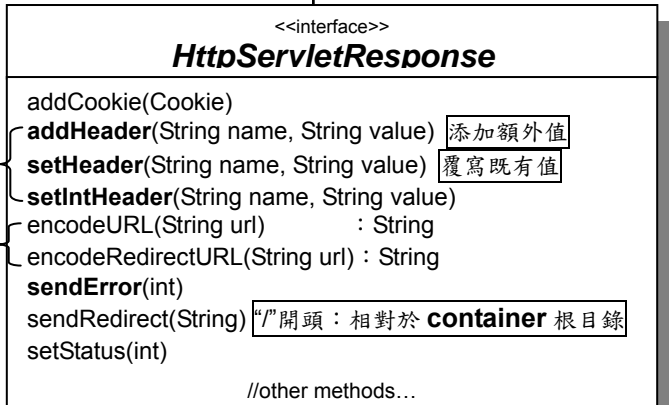 <<interface>>
HttpServletResponse
addCookie(Cookie)
addHeader(String name, String value) 添加額外值
setHeader(String name, String value) 覆寫既有值
setIntHeader(String name, String value)
encodeURL(String url) ：String
encodeRedirectURL(String url)：String
sendError(int)
sendRedirect(String) “/”開頭：相對於 container 根目錄
setStatus(int)
//other methods…